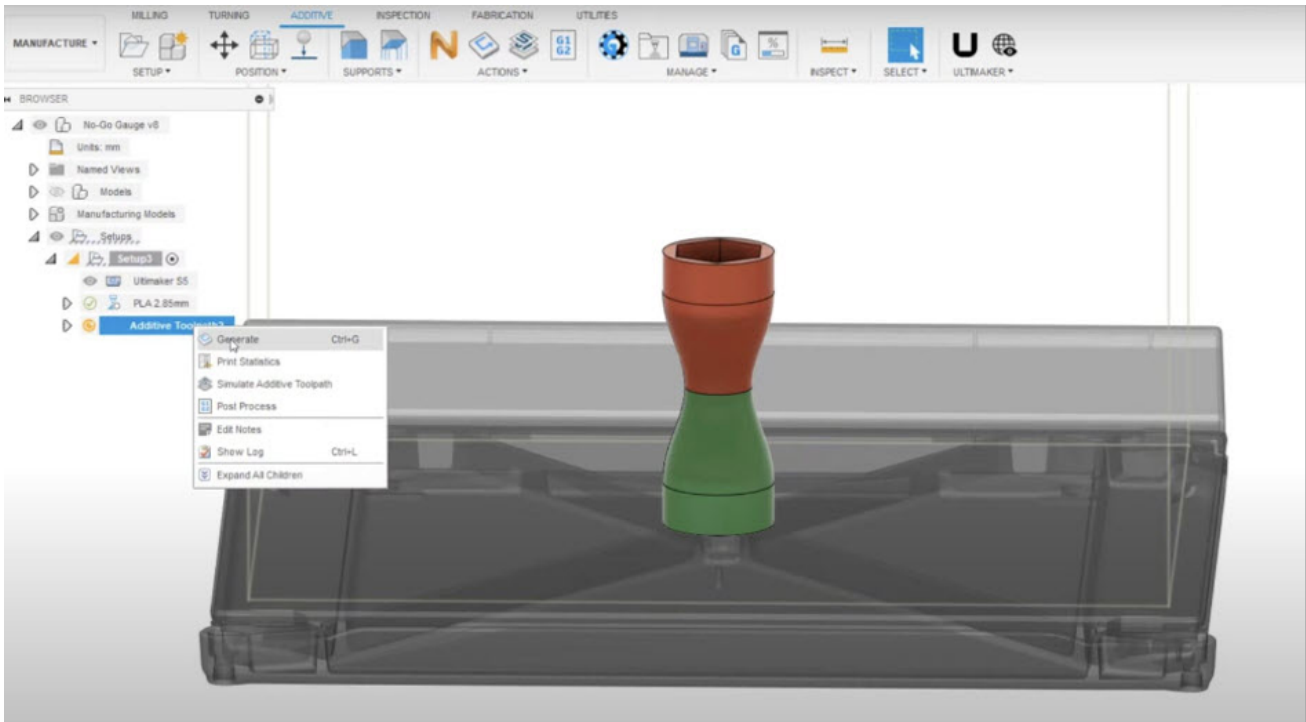 MILLING TURNING ADDITIVE INSPECTION FABRICATION UTILITIES
MANUFACTURE
G1
G2
G
%
SETUP POSITION SUPPORTS ACTIONS MANAGE INSPECT SELECT ULTIMAKER
BROWSER
No-Go Gauge v8
Units: mm
Named Views
Models
Manufacturing Models
Setups
Setup3
Ultimaker S5
PLA 2.85mm
Additive Toolpath3
Generate Ctrl+G
Print Statistics
Simulate Additive Toolpath
Post Process
Edit Notes
Show Log Ctrl+L
Expand All Children